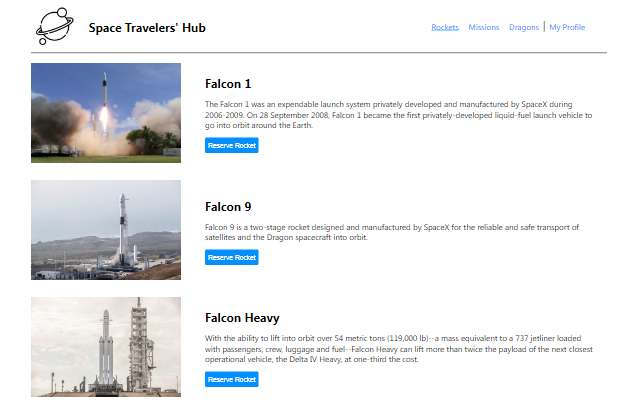 Space Travelers' Hub
Rockets Missions Dragons | My Profile
Falcon 1
The Falcon 1 was an expendable launch system privately developed and manufactured by SpaceX during
2006-2009. On 28 September 2008, Falcon 1 became the first privately-developed liquid-fuel launch vehicle to
go into orbit around the Earth.
Reserve Rocket
Falcon 9
Falcon 9 is a two-stage rocket designed and manufactured by SpaceX for the reliable and safe transport of
satellites and the Dragon spacecraft into orbit.
Reserve Rocket
Falcon Heavy
With the ability to lift into orbit over 54 metric tons (119,000 lb)--a mass equivalent to a 737 jetliner loaded
with passengers, crew, luggage and fuel--Falcon Heavy can lift more than twice the payload of the next closest
operational vehicle, the Delta IV Heavy, at one-third the cost.
Reserve Rocket